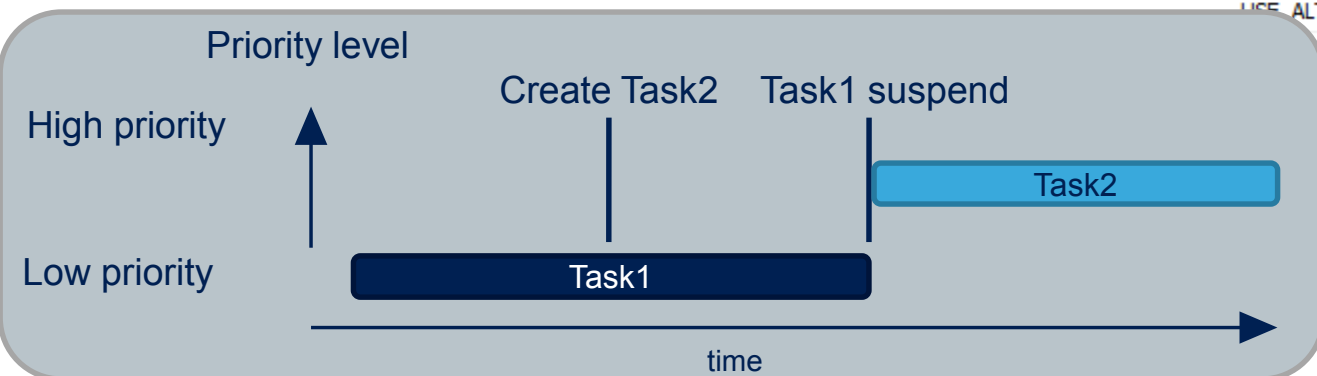 Priority level
Create Task2
Task1 suspend
High priority
Task2
Low priority
Task1
time